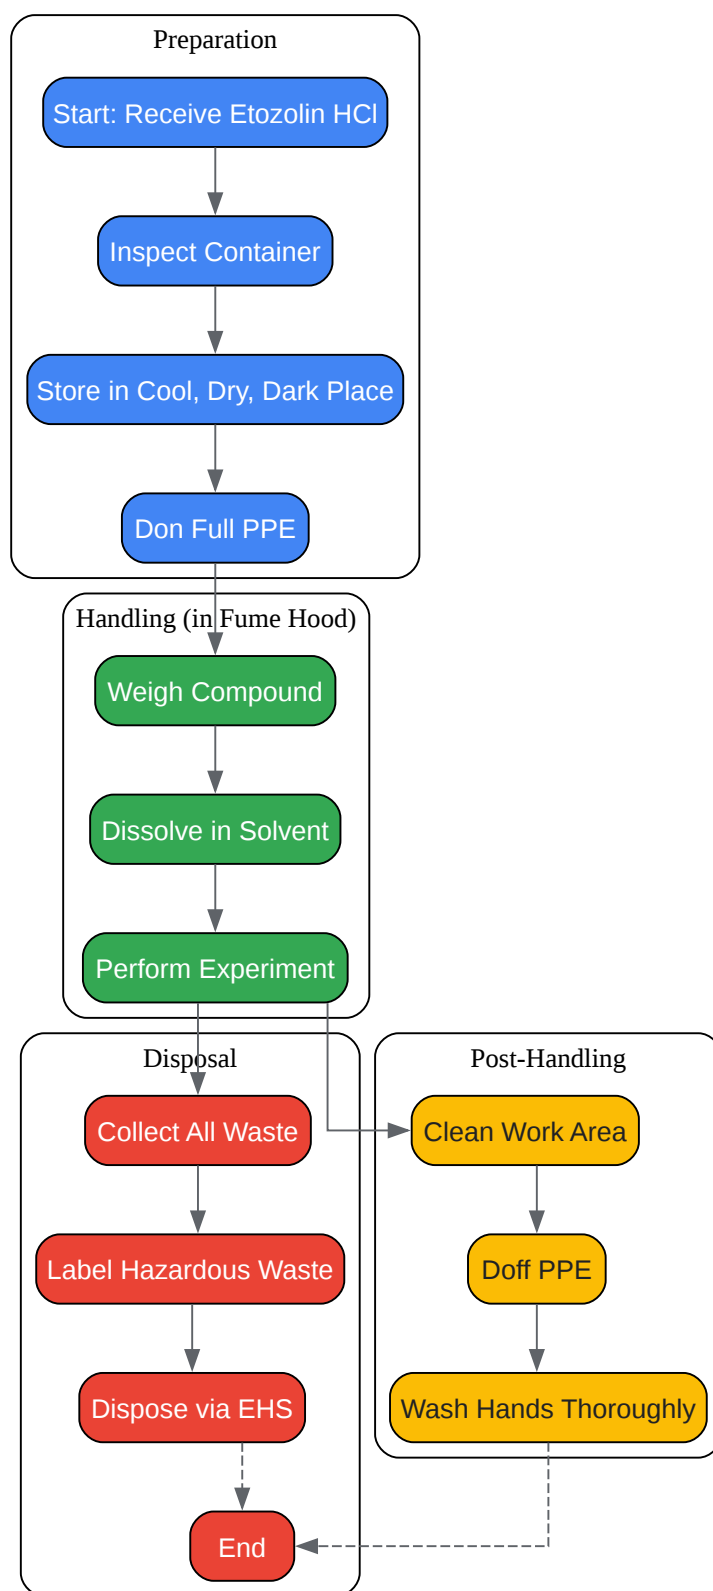 Preparation
Start: Receive Etozolin HCl
Inspect Container
Store in Cool, Dry, Dark Place
Don Full PPE
Handling (in Fume Hood)
Weigh Compound
Dissolve in Solvent
Perform Experiment
Disposal
Collect All Waste
Label Hazardous Waste
Dispose via EHS
End
Post-Handling
Clean Work Area
Doff PPE
Wash Hands Thoroughly